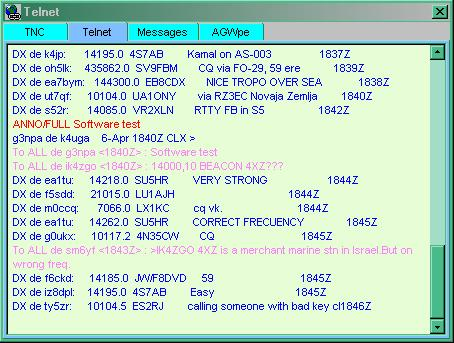 Telnet
TNC Telnet Messages AGWpe
DX de k4jp: 14195.0 4S7AB Kamal on AS-003 1837Z
DX de oh5lk: 435862.0 SV9FBM CQ via FO-29, 59 ere 1839Z
DX de ea7bym: 144300.0 EB8CDX NICE TROPO OVER SEA 1838Z
DX de ut7qf: 10104.0 UA1ONY via RZ3EC Novaja Zemlja 1840Z
DX de s52r: 14085.0 VR2XLN RTTY FB in S5 1842Z
ANNO/FULL Software test
g3npa de k4uga 6-Apr 1840Z CLX >
To ALL de g3npa <1840Z> : Software test
To ALL de ik4zgo <1840Z> : 14000,10 BEACON 4XZ???
DX de ea1tu: 14218.0 SU5HR VERY STRONG 1844Z
DX de f5sdd: 21015.0 LU1AJH 1844Z
DX de m0ccq: 7066.0 LX1KC cq vk. 1844Z
DX de ea1tu: 14262.0 SU5HR CORRECT FRECUENCY 1845Z
DX de g0ukx: 10117.2 4N35CW CQ 1845Z
To ALL de sm6yf <1843Z> : >IK4ZGO 4XZ is a merchant marine stn in Israel.But on
wrong freq.
DX de f6ckd: 14185.0 JW/F8DVD 59 1845Z
DX de iz8dpl: 14195.0 4S7AB Easy 1845Z
DX de ty5zr: 10104.5 ES2RJ calling someone with bad key cl1846Z